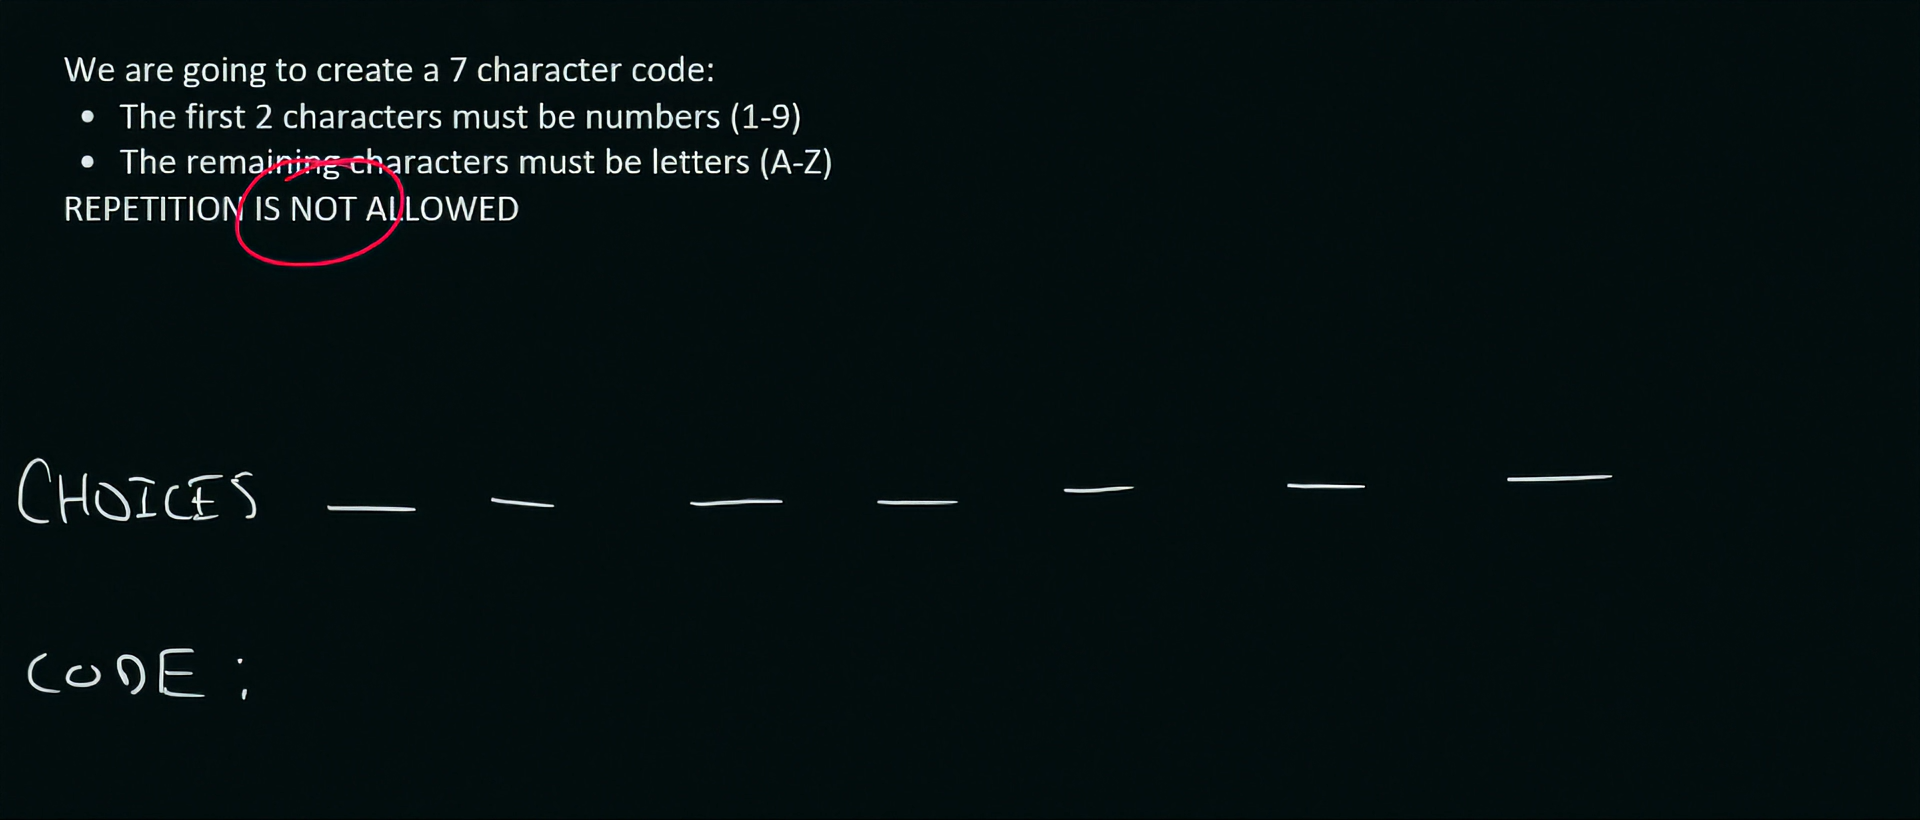 We are going to create a 7 character code:
• The first 2 characters must be numbers (1-9)
• The remaining characters must be letters (A-Z)
REPETITION IS NOT ALLOWED
CHOICES
CODE :